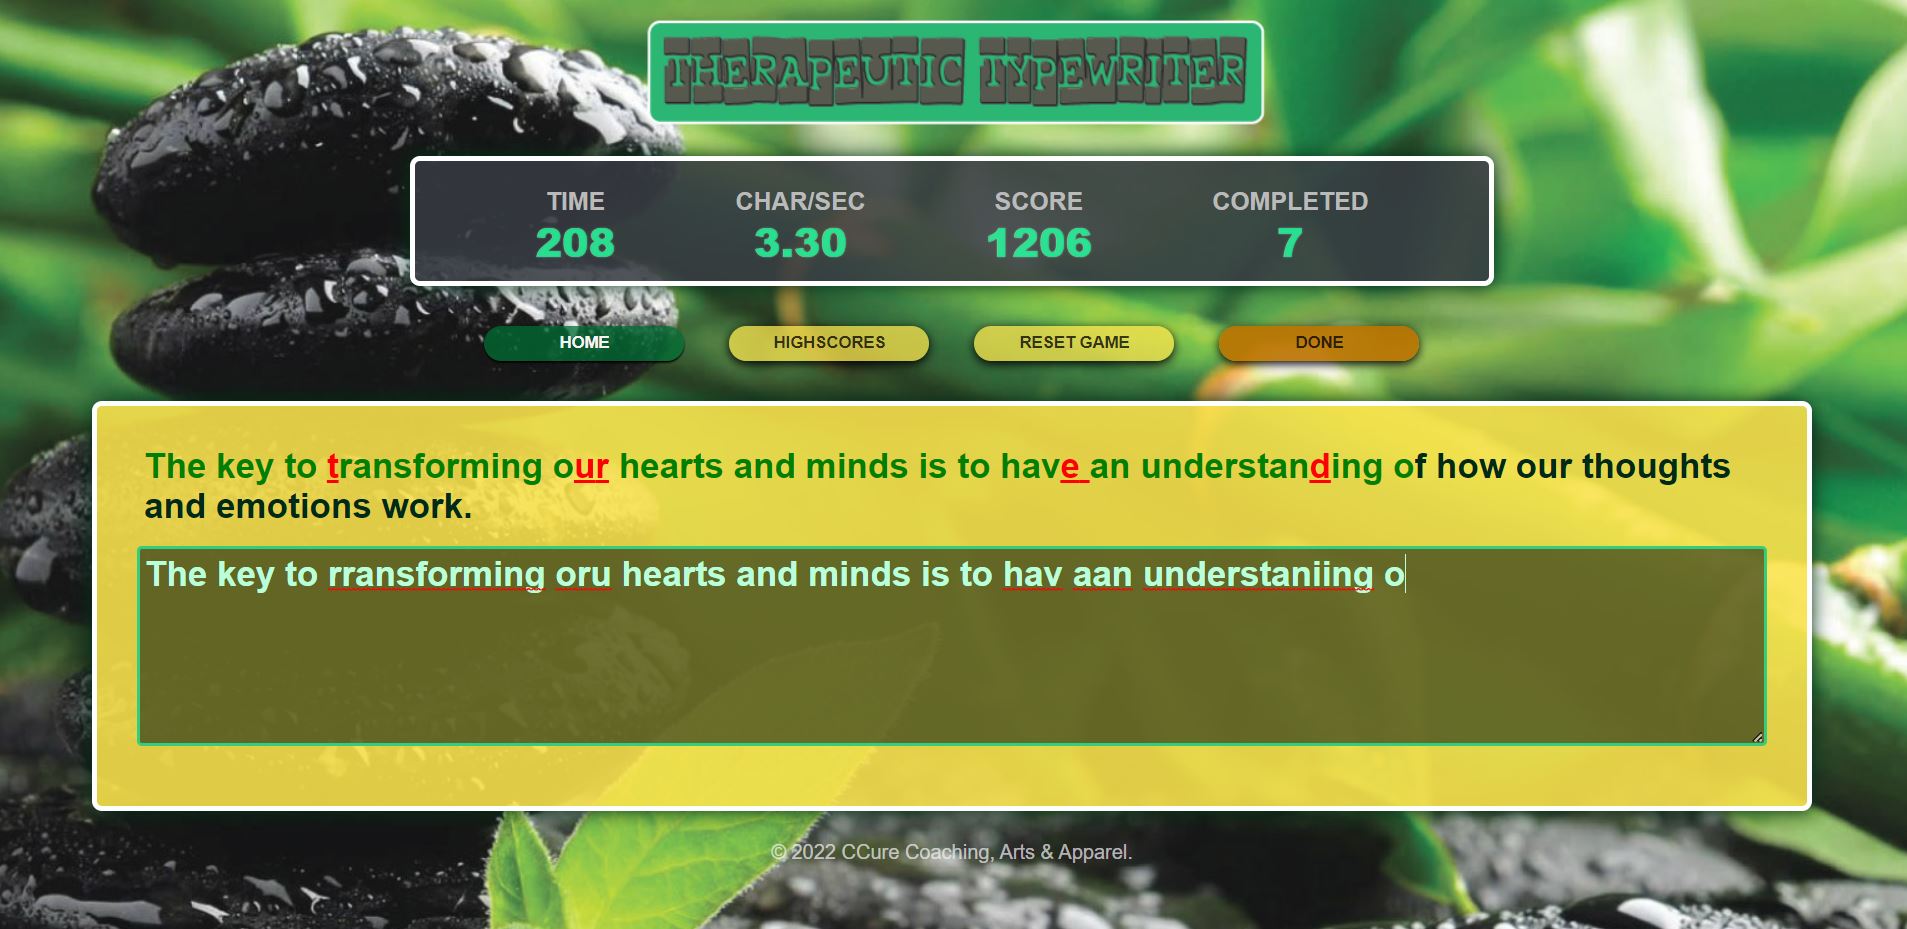 THERAPEUTIC TYPEWRITER
TIME CHAR/SEC SCORE COMPLETED
208 3.30 1206 7
HOME HIGHSCORES RESET GAME DONE
The key to transforming our hearts and minds is to have an understanding of how our thoughts
and emotions work.
The key to rransforming oru hearts and minds is to hav aan understaniing o
© 2022 CCure Coaching, Arts & Apparel.